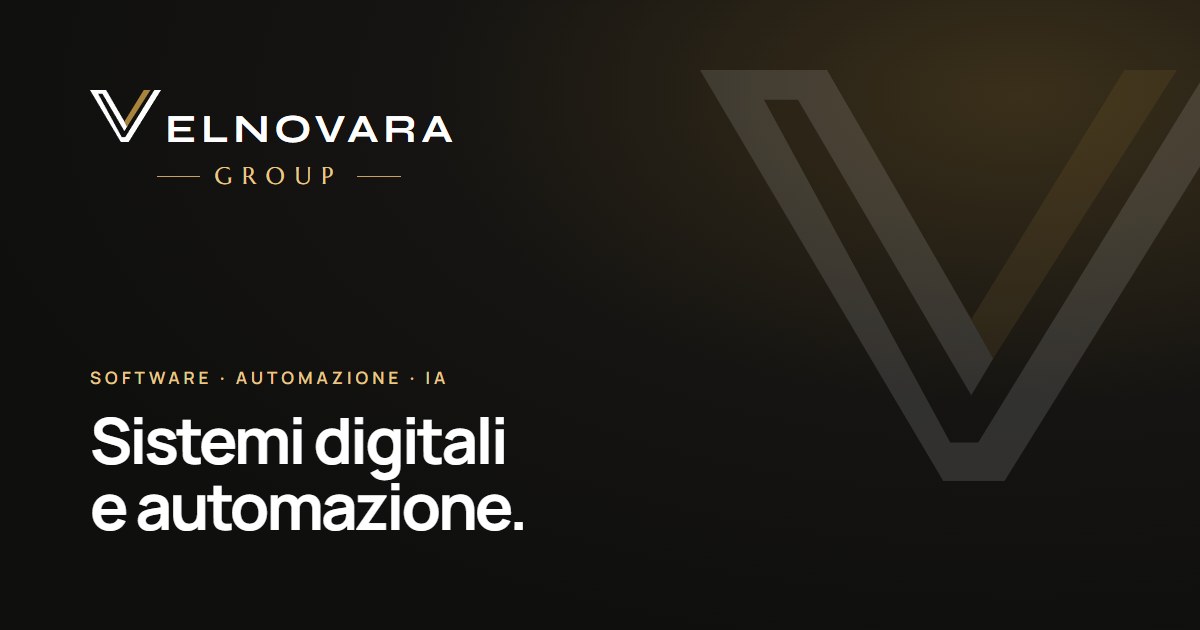 VELNOVARA
GROUP
SOFTWARE · AUTOMAZIONE · IA
Sistemi digitali
e automazione.